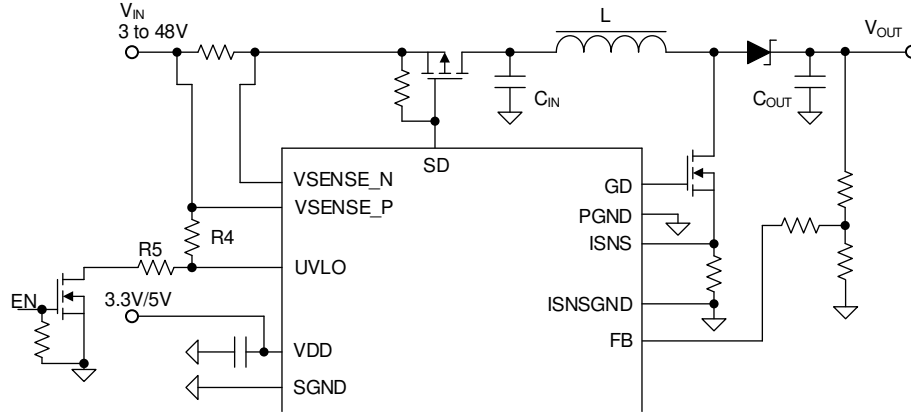 VIN
3 to 48V
L
VOUT
CIN
COUT
SD
VSENSE_N
GD
VSENSE_P
PGND
R4
ISNS
R5
UVLO
EN
3.3V/5V
ISNSGND
FB
VDD
SGND